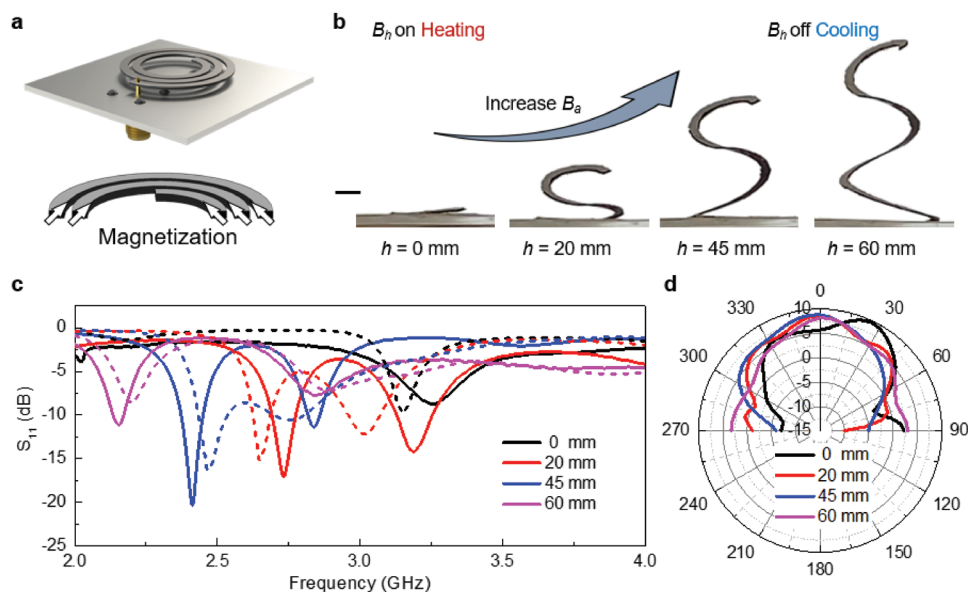 a
Magnetization
b
Bh on Heating
Bh off Cooling
Increase Ba
h = 0 mm
h = 20 mm
h = 45 mm
h = 60 mm
c
0
-5
-10
-15
-20
-25
S11 (dB)
2.0
2.5
3.0
3.5
4.0
Frequency (GHz)
0 mm
20 mm
45 mm
60 mm
d
0
30
60
90
120
150
180
210
240
270
300
330
10
5
0
-5
-10
-15
0 mm
20 mm
45 mm
60 mm